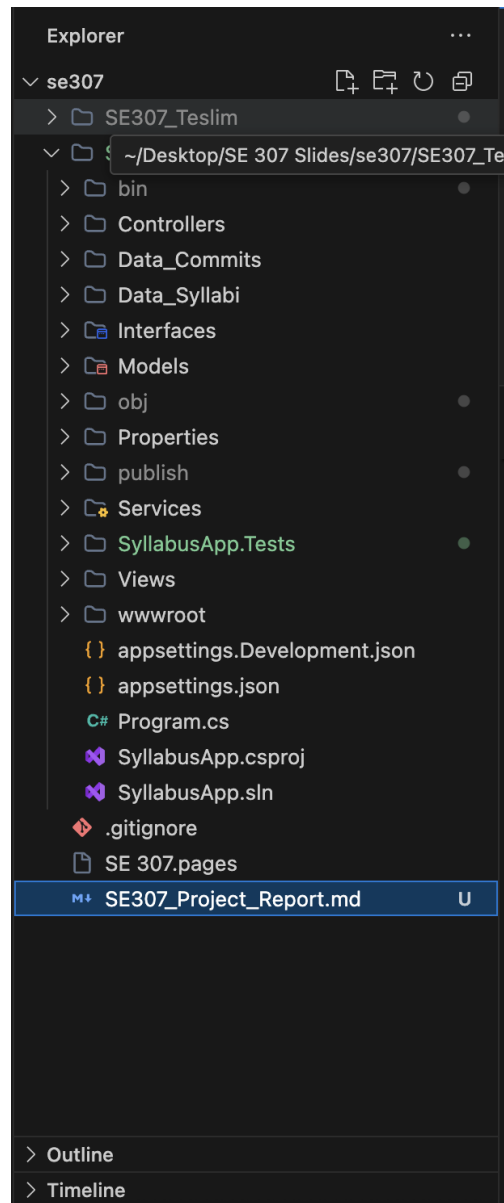 Explorer
se307
SE307_Teslim
~/Desktop/SE 307 Slides/se307/SE307_Te
bin
Controllers
Data_Commits
Data_Syllabi
Interfaces
Models
obj
Properties
publish
Services
SyllabusApp.Tests
Views
wwwroot
{} appsettings.Development.json
{} appsettings.json
C# Program.cs
SyllabusApp.csproj
SyllabusApp.sln
.gitignore
SE 307.pages
M↓ SE307_Project_Report.md U
Outline
Timeline